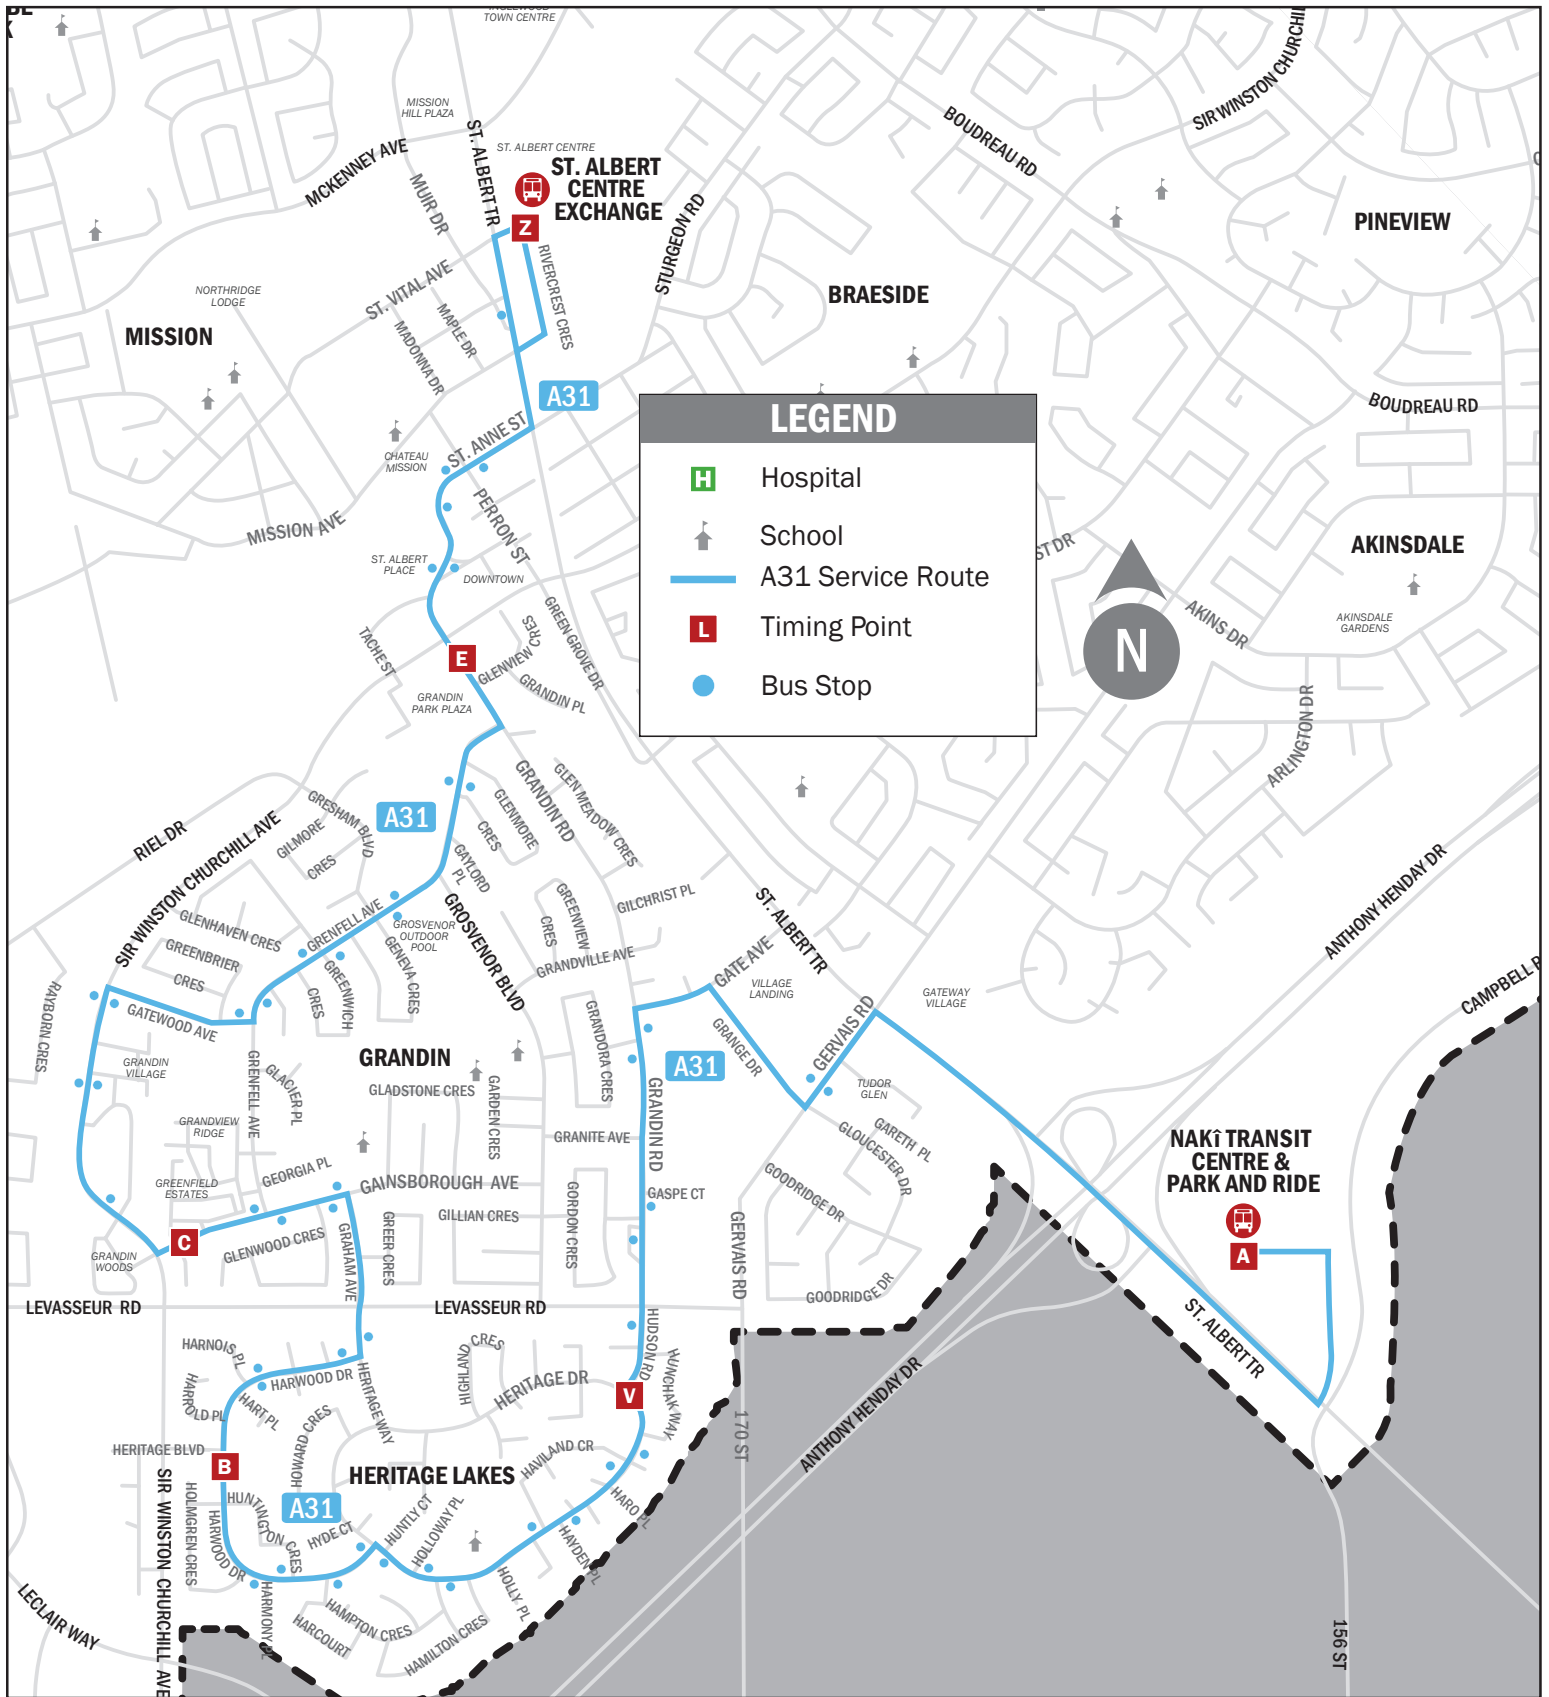 TOWN CENTRE
MISSION
HILL PLAZA
ST. ALBERT TR
ST. ALBERT CENTRE
ST. ALBERT
CENTRE
EXCHANGE
Z
MCKENNEY AVE
MUIR DR
RIVERCREST CRES
STURGEON RD
BOUDREAU RD
SIR WINSTON CHURCHIL
PINEVIEW
BRAESIDE
NORTHRIDGE
LODGE
ST. VITAL AVE
MISSION
MAPLE DR
MADONNA DR
A31
ST. ANNE ST
CHATEAU
MISSION
PERRON ST
MISSION AVE
ST. ALBERT
PLACE
DOWNTOWN
LEGEND
H
Hospital
School
A31 Service Route
L
Timing Point
Bus Stop
BOUDREAU RD
ST DR
AKINSDALE
N
AKINS DR
AKINSDALE
GARDENS
ARLINGTON DR
TACHE ST
E
GLENVIEW CRES
GREEN GROVE DR
GRANDIN PL
GRANDIN
PARK PLAZA
GRANDIN RD
GLEN MEADOW CRES
GLENMORE
CRES
A31
GRESHAM BLVD
GILMORE
CRES
RIEL DR
SIR WINSTON CHURCHILL AVE
GAYLORD
PL
GROSVENOR BLVD
GLENHAVEN CRES
GRENFELL AVE
GROSVENOR
OUTDOOR
POOL
GREENBRIER
CRES
GREENWICH
CRES
GENEVA CRES
GREENVIEW
CRES
GILCHRIST PL
GRANDVILLE AVE
ST. ALBERT TR
GATE AVE
VILLAGE
LANDING
GATEWAY
VILLAGE
ANTHONY HENDAY DR
CAMPBELL R
RAYBORN CRES
GATEWOOD AVE
GRANDIN
VILLAGE
GRANDIN
GRENFELL AVE
GLACIER PL
GLADSTONE CRES
GARDEN CRES
GRANDORA CRES
A31
GRANGE DR
GERVAIS RD
TUDOR
GLEN
GRANDVIEW
RIDGE
GRANITE AVE
GRANDIN RD
GARETH PL
GLOUCESTER DR
NAKÎ TRANSIT
CENTRE &
PARK AND RIDE
A
GREENFIELD
ESTATES
GEORGIA PL
GAINSBOROUGH AVE
GASPE CT
GOODRIDGE DR
C
GLENWOOD CRES
GRAHAM AVE
GREER CRES
GILLIAN CRES
GORDON CRES
GERVAIS RD
GRANDIN
WOODS
GOODRIDGE DR
LEVASSEUR RD
LEVASSEUR RD
ST. ALBERT TR
HARNOIS PL
HARWOOD DR
HERITAGE WAY
HIGHLAND
CRES
HERITAGE DR
HUDSON RD
HUNCHAK WAY
V
HARROLD PL
HART PL
HOWARD CRES
HERITAGE BLVD
B
HERITAGE LAKES
HAVILAND CR
170 ST
ANTHONY HENDAY DR
SIR WINSTON CHURCHILL AVE
HOLMGREN CRES
HARWOOD DR
HUNTINGTON CRES
A31
HYDE CT
HUNTLY CT
HOLLOWAY PL
HARO PL
HAYDEN PL
HOLLY PL
HARMONY PL
HAMPTON CRES
HARCOURT
HAMILTON CRES
LECLAIR WAY
156 ST